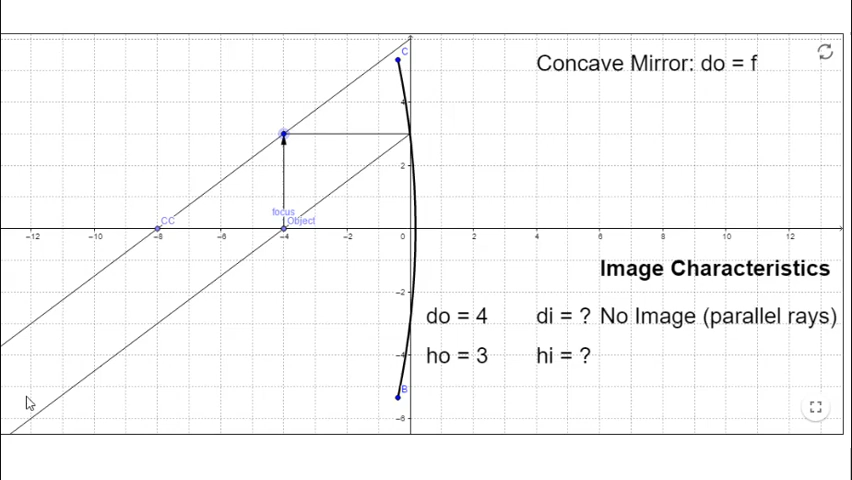 C
Concave Mirror: do = f
4
2
focus
CC
Object
−12 −10 −8 −6 −4 −2 0 2 4 6 8 10 12
Image Characteristics
−2
do = 4 di = ? No Image (parallel rays)
−4
ho = 3 hi = ?
B
−6